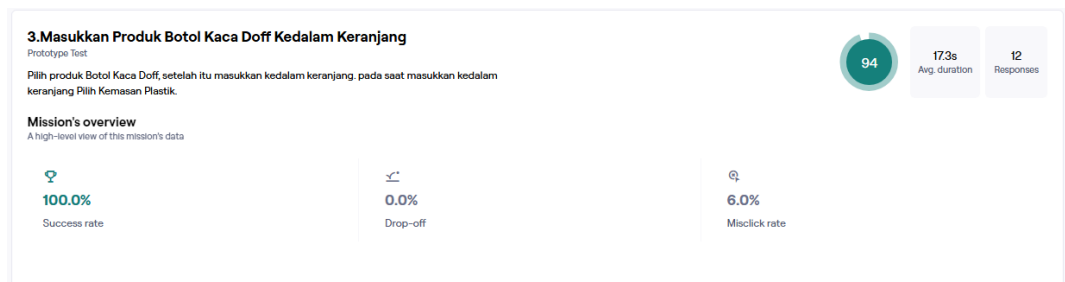 3.Masukkan Produk Botol Kaca Doff Kedalam Keranjang
Prototype Test
Pilih produk Botol Kaca Doff, setelah itu masukkan kedalam keranjang. pada saat masukkan kedalam
keranjang Pilih Kemasan Plastik.
94
17.3s
Avg. duration
12
Responses
Mission's overview
A high-level view of this mission's data
100.0%
Success rate
0.0%
Drop-off
6.0%
Misclick rate